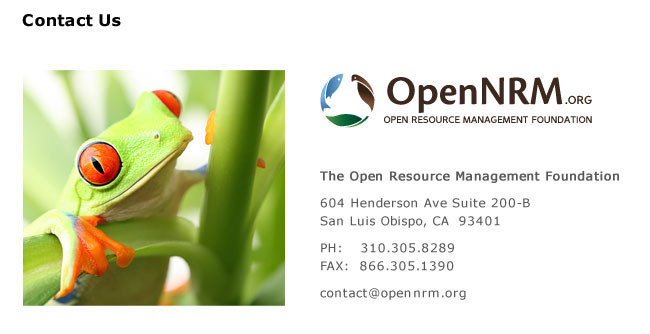 Contact Us
OpenNRM.ORG
OPEN RESOURCE MANAGEMENT FOUNDATION
The Open Resource Management Foundation
604 Henderson Ave Suite 200-B
San Luis Obispo, CA 93401
PH: 310.305.8289
FAX: 866.305.1390
contact@opennrm.org